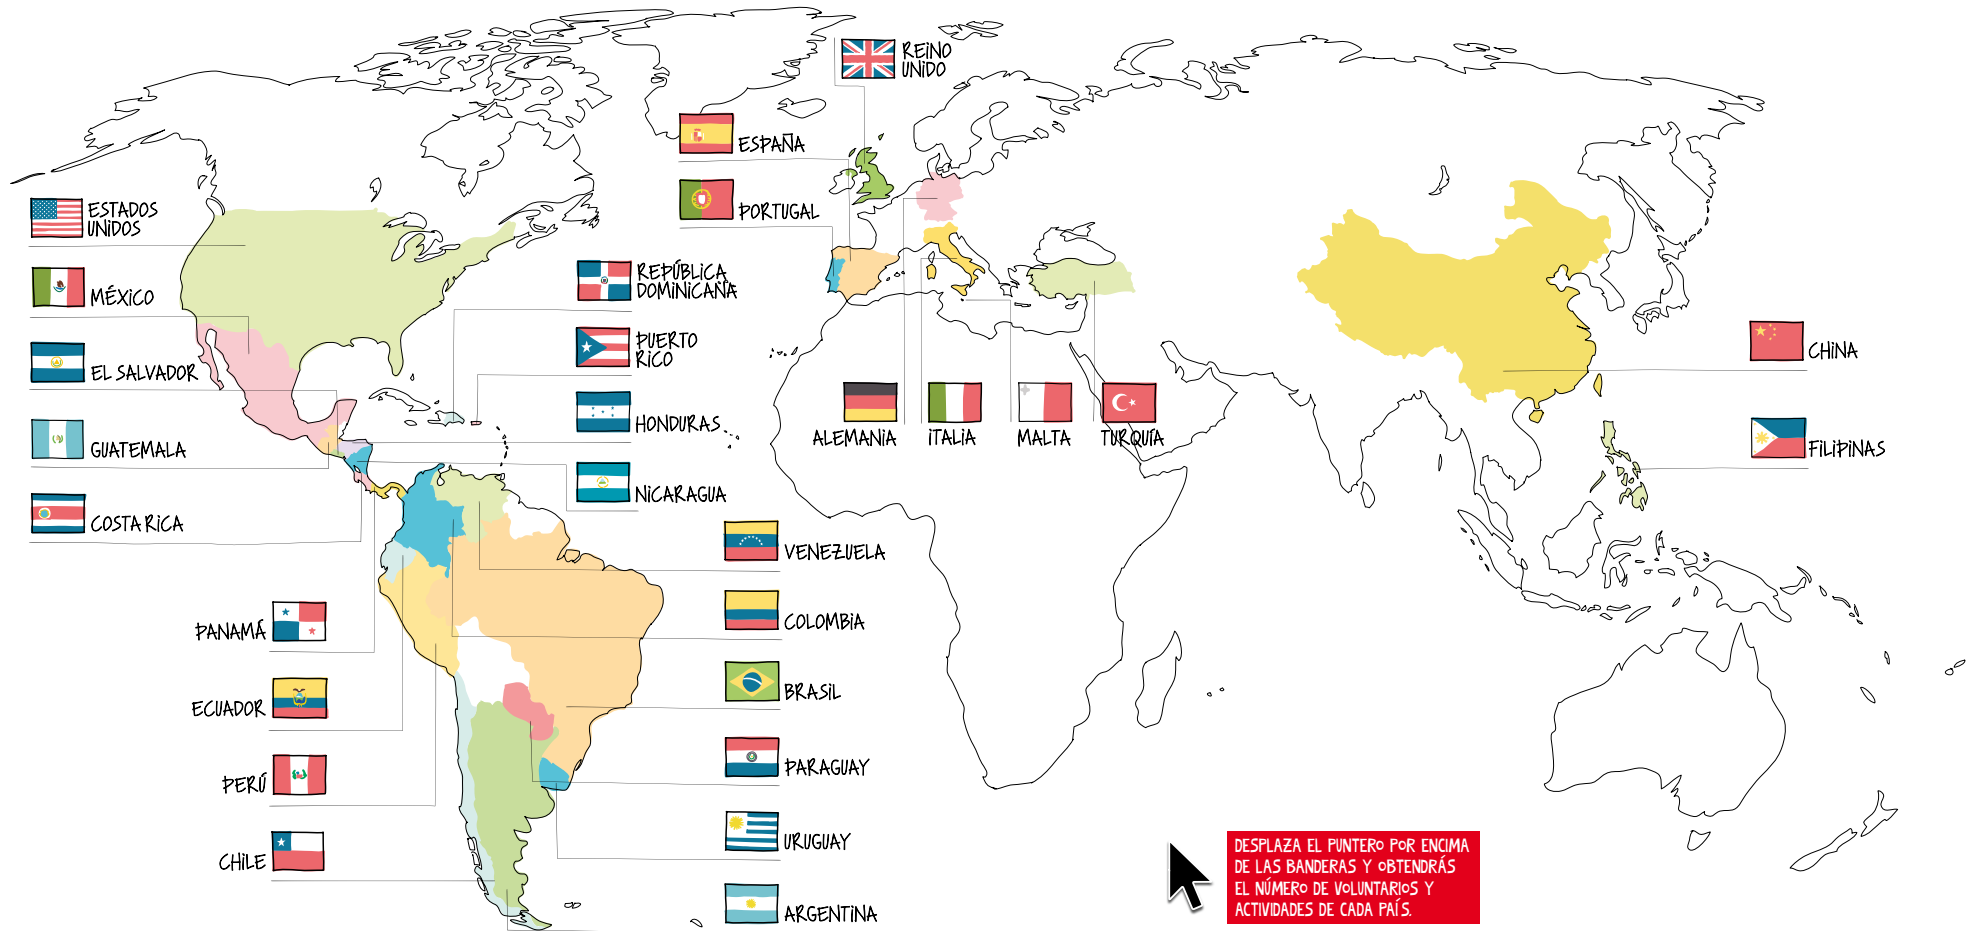 REINO
UNIDO
ESPAÑA
PORTUGAL
ESTADOS
UNIDOS
MÉXICO
EL SALVADOR
GUATEMALA
COSTA RICA
REPÚBLICA
DOMINICANA
PUERTO
RICO
HONDURAS
NICARAGUA
ALEMANIA
ITALIA
MALTA
TURQUÍA
CHINA
FILIPINAS
PANAMÁ
ECUADOR
PERÚ
CHILE
VENEZUELA
COLOMBIA
BRASIL
PARAGUAY
URUGUAY
ARGENTINA
DESPLAZA EL PUNTERO POR ENCIMA
DE LAS BANDERAS Y OBTENDRÁS
EL NÚMERO DE VOLUNTARIOS Y
ACTIVIDADES DE CADA PAÍS.